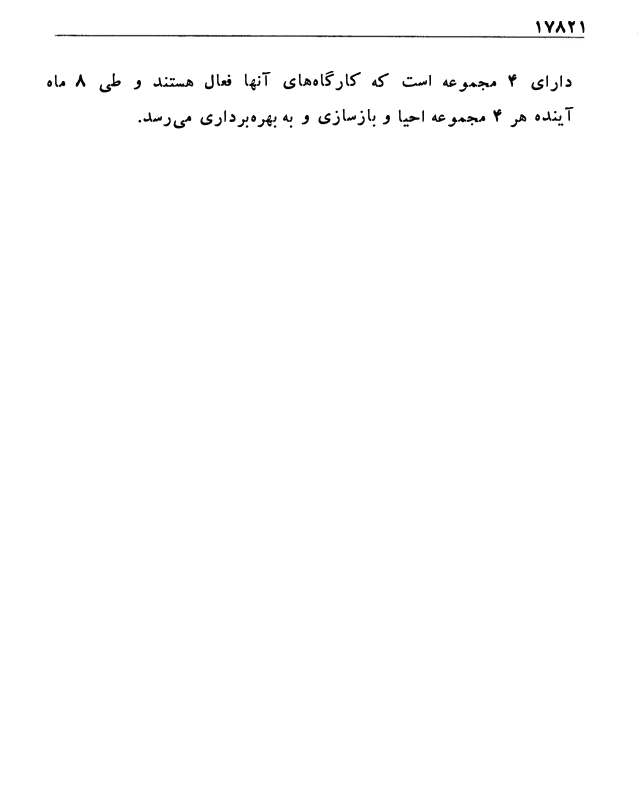 ۱۷۸۲۱
دارای ۴ مجموعه است که کارگاه‌های آنها فعال هستند و طی ۸ ماه
آینده هر ۴ مجموعه احیا و بازسازی و به بهره‌برداری می‌رسد.